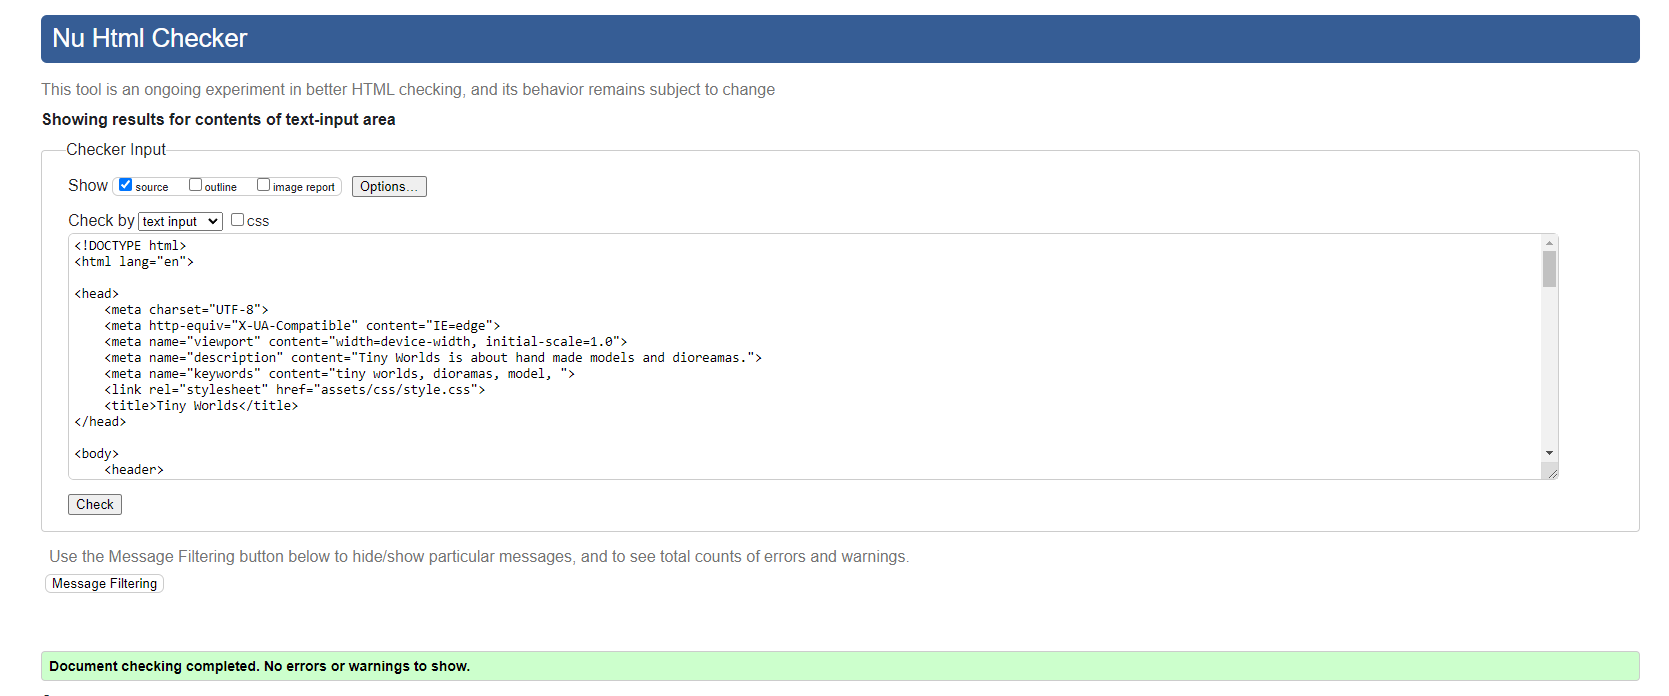 Nu Html Checker
This tool is an ongoing experiment in better HTML checking, and its behavior remains subject to change
Showing results for contents of text-input area
Checker Input
Show source outline image report Options...
Check by text input css
<!DOCTYPE html>
<html lang="en">
<head>
    <meta charset="UTF-8">
    <meta http-equiv="X-UA-Compatible" content="IE=edge">
    <meta name="viewport" content="width=device-width, initial-scale=1.0">
    <meta name="description" content="Tiny Worlds is about hand made models and dioreamas.">
    <meta name="keywords" content="tiny worlds, dioramas, model, ">
    <link rel="stylesheet" href="assets/css/style.css">
    <title>Tiny Worlds</title>
</head>
<body>
    <header>
Check
Use the Message Filtering button below to hide/show particular messages, and to see total counts of errors and warnings.
Message Filtering
Document checking completed. No errors or warnings to show.